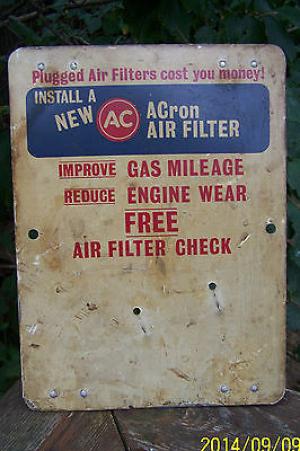 Plugged Air Filters cost you money!
INSTALL A
NEW AC ACron
AIR FILTER
IMPROVE GAS MILEAGE
REDUCE ENGINE WEAR
FREE
AIR FILTER CHECK
2014/09/09